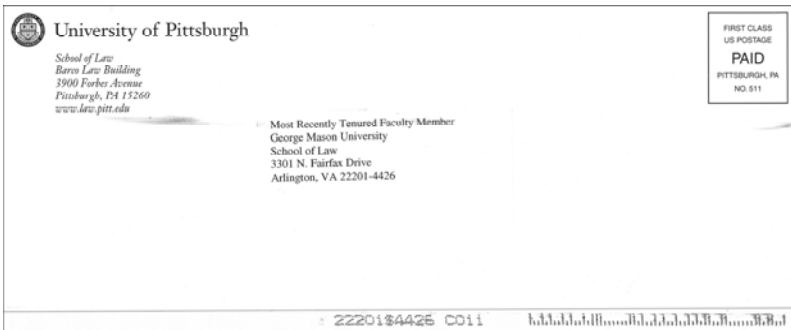 University of Pittsburgh
School of Law
Barco Law Building
3900 Forbes Avenue
Pittsburgh, PA 15260
www.law.pitt.edu
FIRST CLASS
US POSTAGE
PAID
PITTSBURGH, PA
NO. 511
Most Recently Tenured Faculty Member
George Mason University
School of Law
3301 N. Fairfax Drive
Arlington, VA 22201-4426
22201$4426 C011